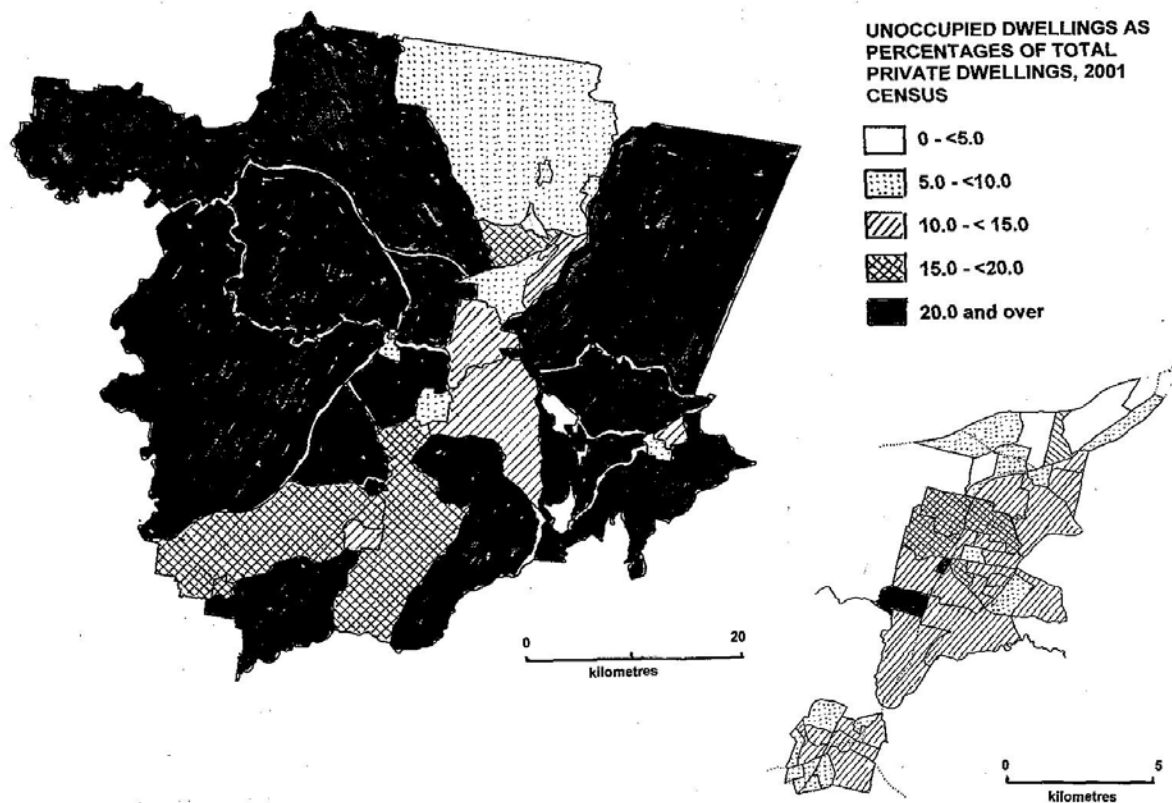 UNOCCUPIED DWELLINGS AS
PERCENTAGES OF TOTAL
PRIVATE DWELLINGS, 2001
CENSUS
0 - <5.0
5.0 - <10.0
10.0 - < 15.0
15.0 - <20.0
20.0 and over
0 20
kilometres
0 5
kilometres